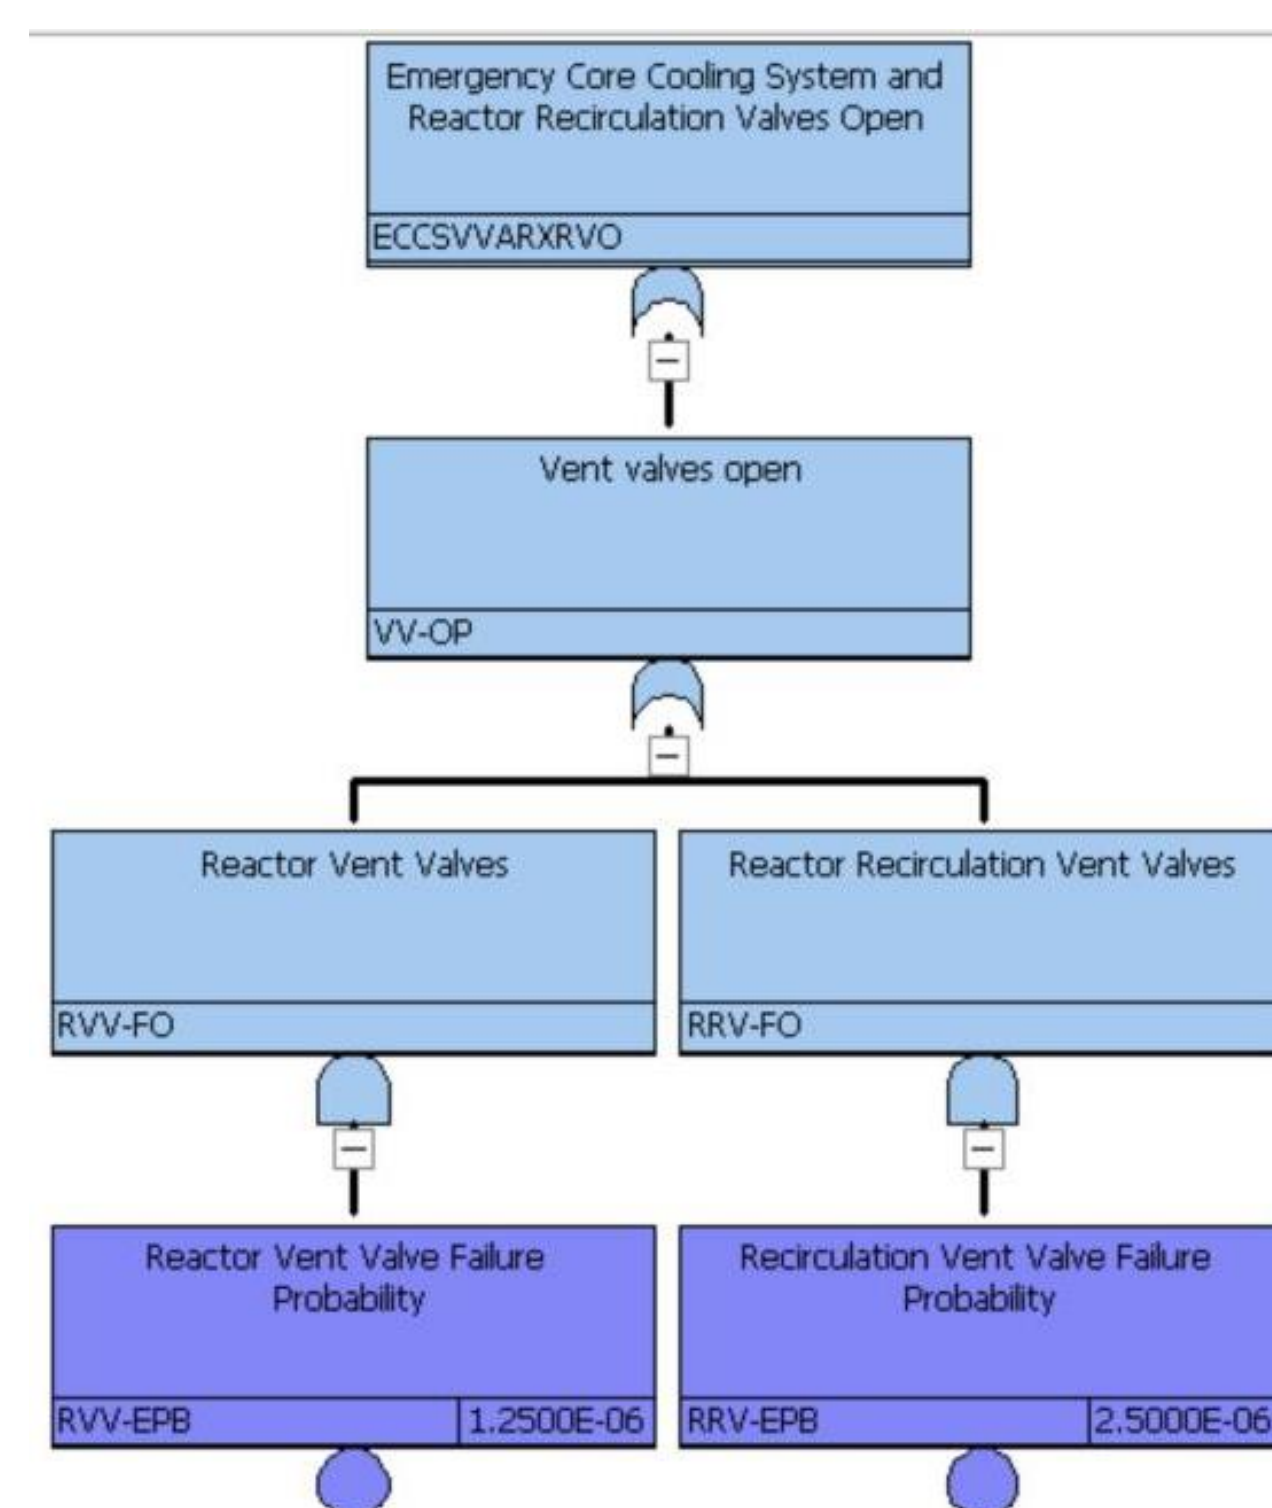 Emergency Core Cooling System and
Reactor Recirculation Valves Open
ECCSVVARXRVO
Vent valves open
VV-OP
Reactor Vent Valves
RVV-FO
Reactor Recirculation Vent Valves
RRV-FO
Reactor Vent Valve Failure
Probability
RVV-EPB 1.2500E-06
Recirculation Vent Valve Failure
Probability
RRV-EPB 2.5000E-06